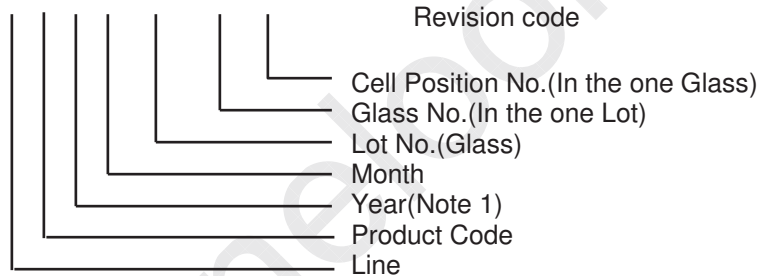 Revision code
Cell Position No.(In the one Glass)
Glass No.(In the one Lot)
Lot No.(Glass)
Month
Year(Note 1)
Product Code
Line